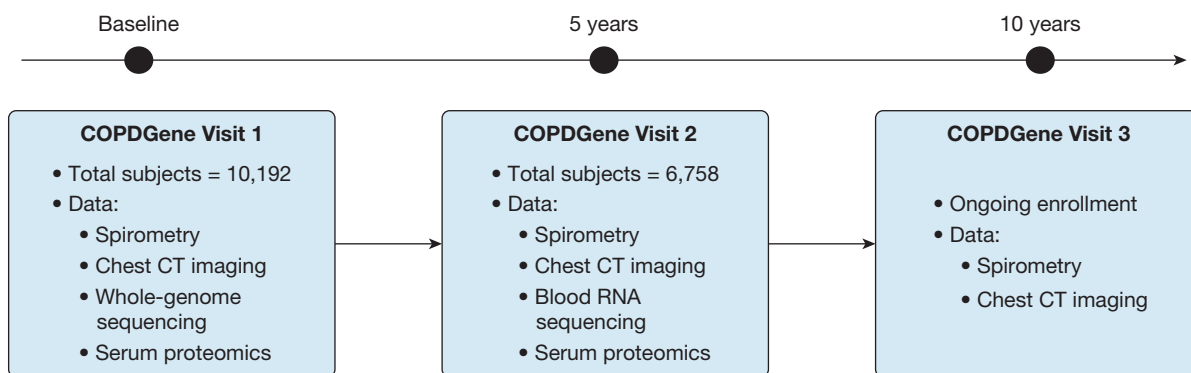 Baseline
5 years
10 years
COPDGene Visit 1
• Total subjects = 10,192
• Data:
• Spirometry
• Chest CT imaging
• Whole-genome
sequencing
• Serum proteomics
COPDGene Visit 2
• Total subjects = 6,758
• Data:
• Spirometry
• Chest CT imaging
• Blood RNA
sequencing
• Serum proteomics
COPDGene Visit 3
• Ongoing enrollment
• Data:
• Spirometry
• Chest CT imaging